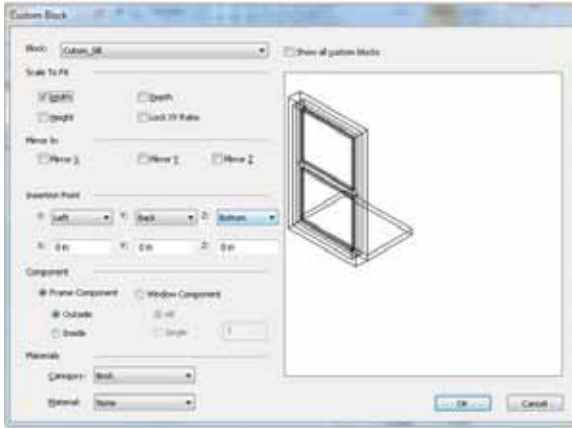 Custom Block
Block: Cutom_Sill Show all custom blocks
Scale To Fit
Width Depth
Height Lock XY Ratio
Mirror In
Mirror X Mirror Y Mirror Z
Insertion Point
X: Left Y: Back Z: Bottom
X: 0 in Y: 0 in Z: 0 in
Component
Frame Component Window Component
Outside All
Inside Single 1
Materials
Category: Brick
Material: None
OK Cancel